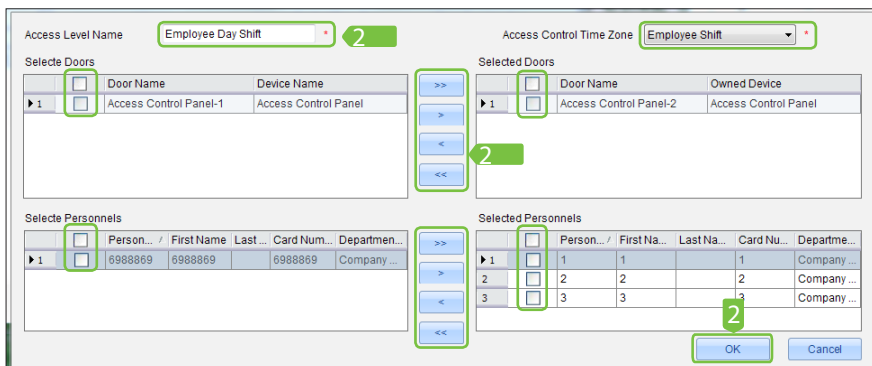 Access Level Name Employee Day Shift * 2 Access Control Time Zone Employee Shift *
Selecte Doors Selected Doors
Door Name Device Name >> Door Name Owned Device
1 Access Control Panel-1 Access Control Panel > 1 Access Control Panel-2 Access Control Panel
< 2
<<
Selecte Personnels Selected Personnels
Person... / First Name Last ... Card Num... Departmen... >> Person... / First Na... Last Na... Card Nu... Departme...
1 6988869 6988869 6988869 Company ... > 1 1 1 1 Company ...
2 2 2 2 Company ...
< 3 3 3 3 Company ...
<< 2
OK Cancel